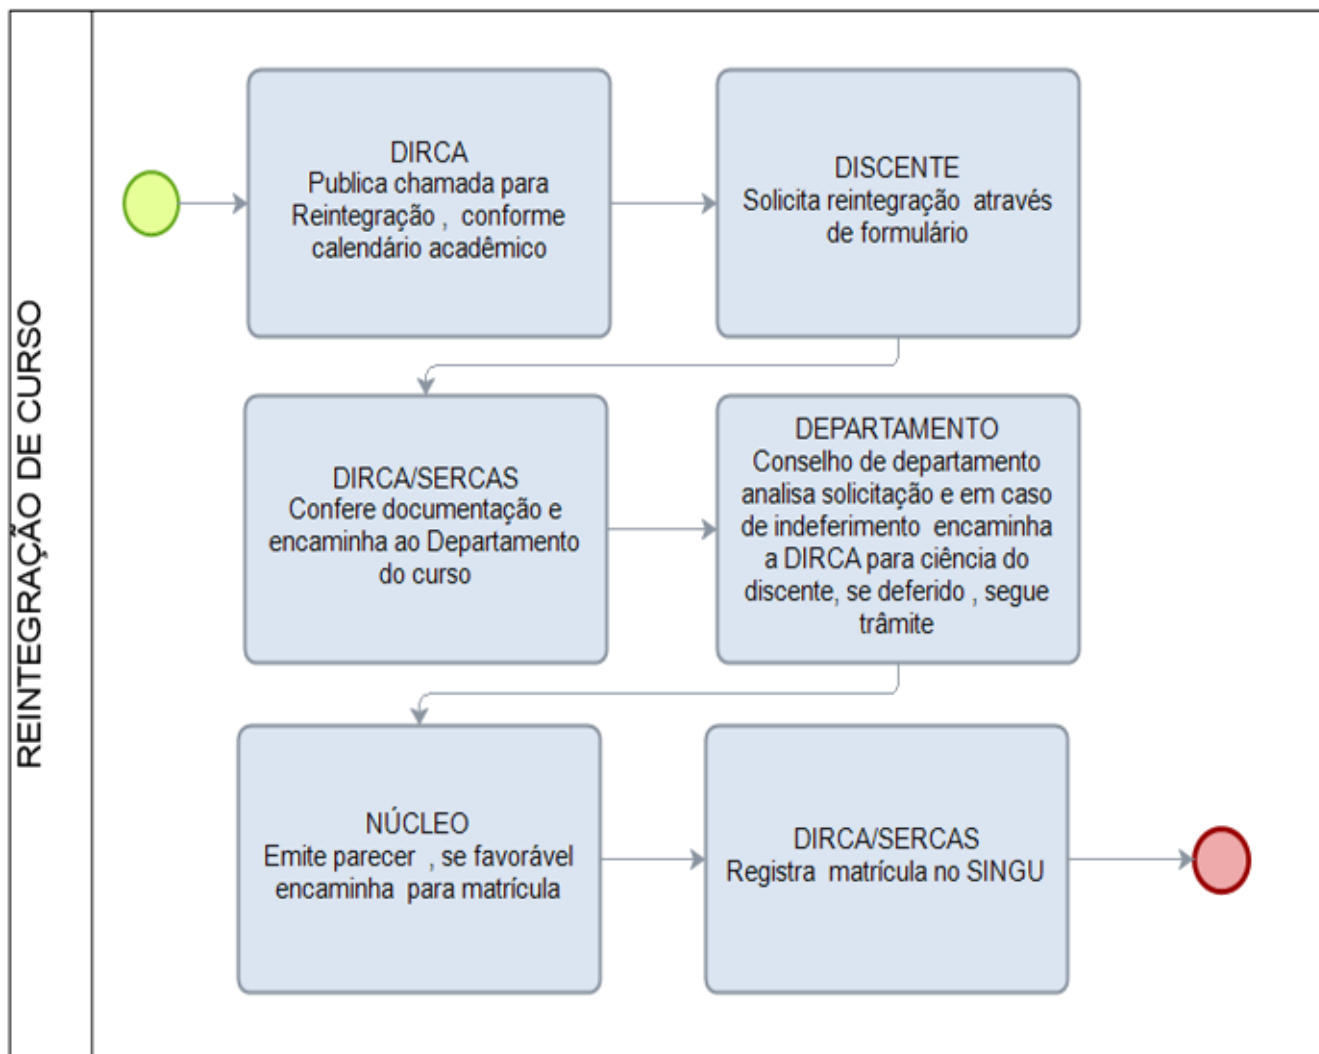 REINTEGRAÇÃO DE CURSO
DIRCA
Publica chamada para
Reintegração , conforme
calendário acadêmico
DISCENTE
Solicita reintegração através
de formulário
DIRCA/SERCAS
Confere documentação e
encaminha ao Departamento
do curso
DEPARTAMENTO
Conselho de departamento
analisa solicitação e em caso
de indeferimento encaminha
a DIRCA para ciência do
discente, se deferido , segue
trâmite
NÚCLEO
Emite parecer , se favorável
encaminha para matrícula
DIRCA/SERCAS
Registra matrícula no SINGU